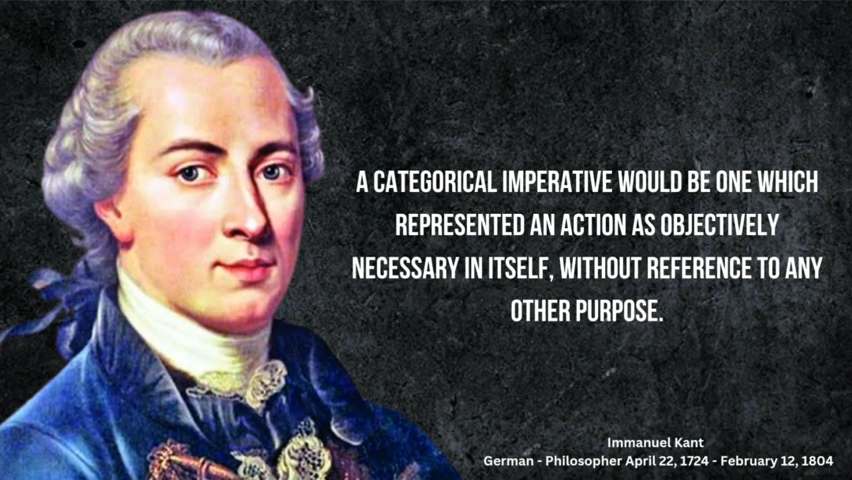 A CATEGORICAL IMPERATIVE WOULD BE ONE WHICH
REPRESENTED AN ACTION AS OBJECTIVELY
NECESSARY IN ITSELF, WITHOUT REFERENCE TO ANY
OTHER PURPOSE.
Immanuel Kant
German - Philosopher April 22, 1724 - February 12, 1804